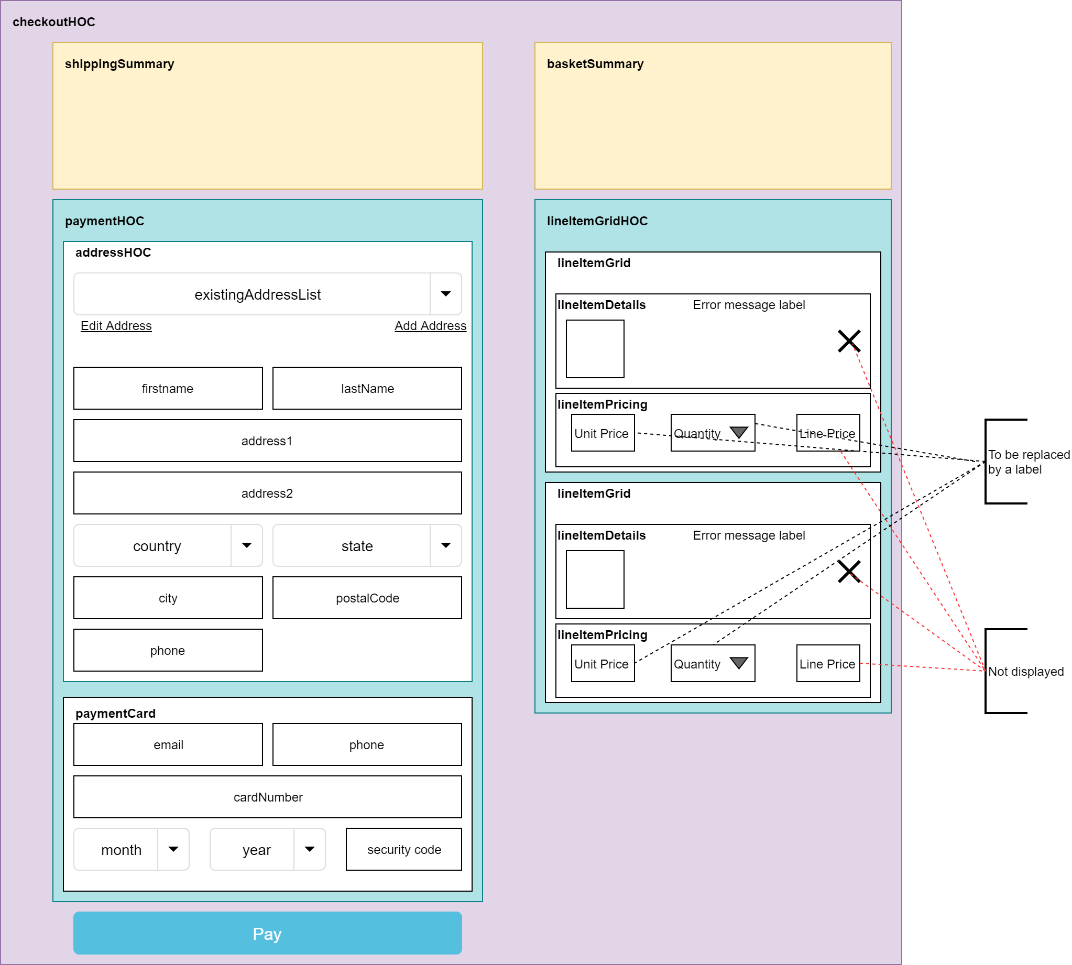 checkoutHOC
shippingSummary
paymentHOC
addressHOC
existingAddressList
Edit Address Add Address
firstname lastName
address1
address2
country state
city postalCode
phone
paymentCard
email phone
cardNumber
month year security code
Pay
basketSummary
lineItemGridHOC
lineItemGrid
lineItemDetails Error message label
lineItemPricing
Unit Price Quantity Line Price
lineItemGrid
lineItemDetails Error message label
lineItemPricing
Unit Price Quantity Line Price
To be replaced
by a label
Not displayed